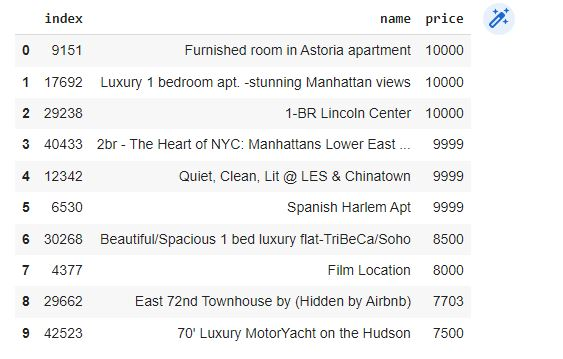 index name price
0 9151 Furnished room in Astoria apartment 10000
1 17692 Luxury 1 bedroom apt. -stunning Manhattan views 10000
2 29238 1-BR Lincoln Center 10000
3 40433 2br - The Heart of NYC: Manhattans Lower East ... 9999
4 12342 Quiet, Clean, Lit @ LES & Chinatown 9999
5 6530 Spanish Harlem Apt 9999
6 30268 Beautiful/Spacious 1 bed luxury flat-TriBeCa/Soho 8500
7 4377 Film Location 8000
8 29662 East 72nd Townhouse by (Hidden by Airbnb) 7703
9 42523 70' Luxury MotorYacht on the Hudson 7500